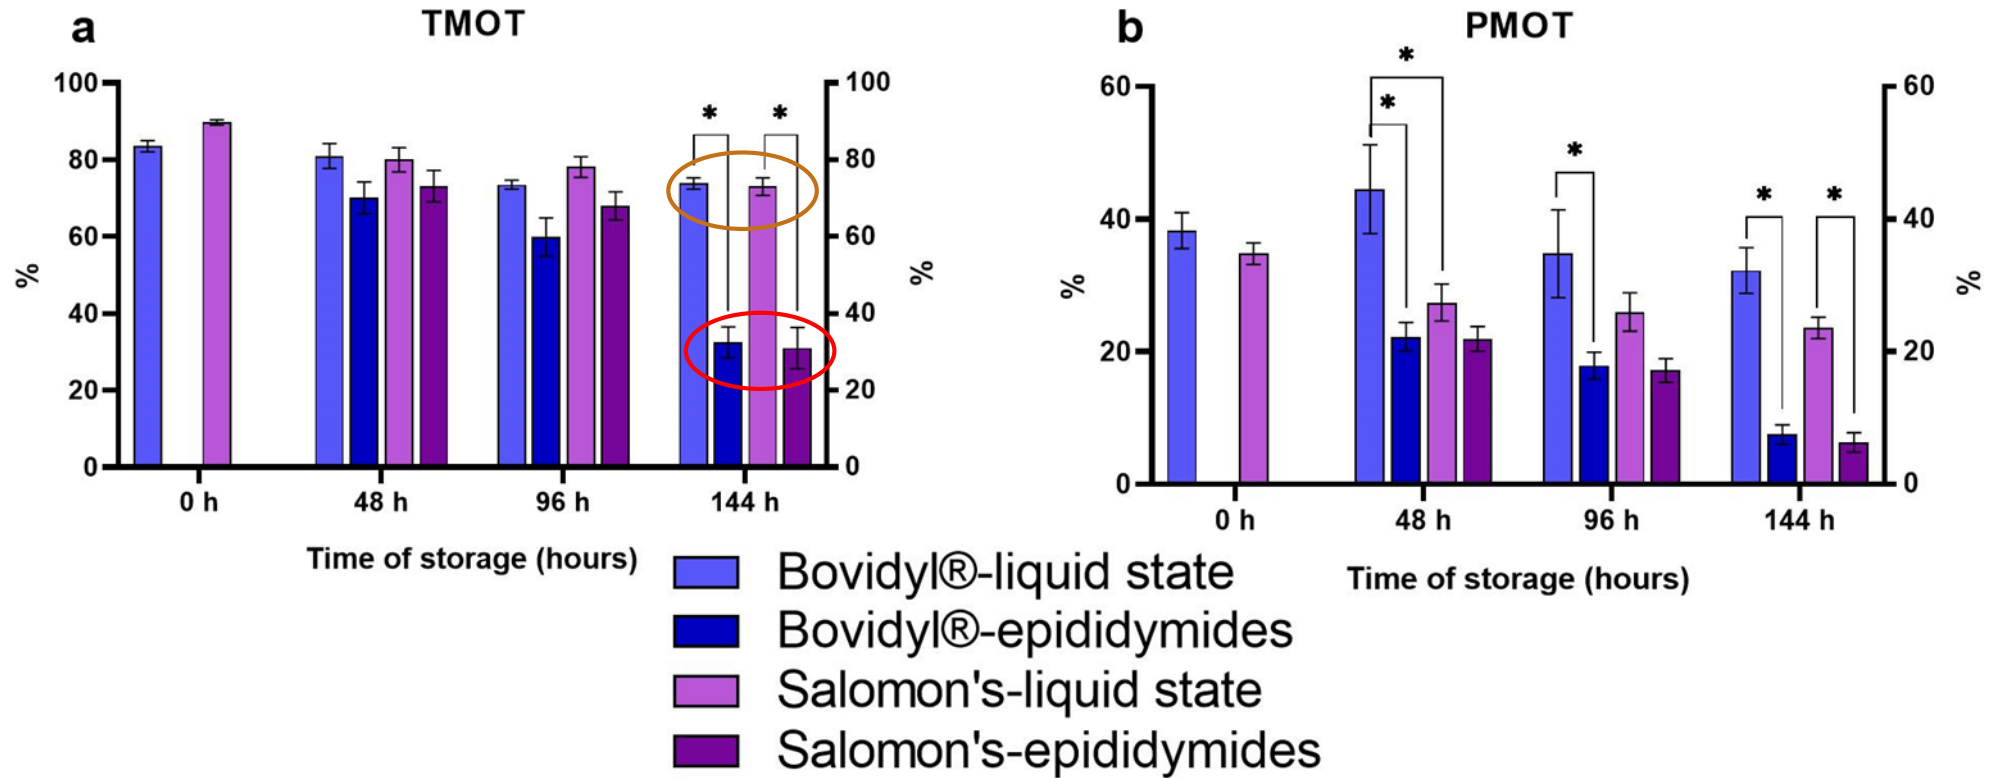 a
TMOT
100
80
60
40
20
0
%
* *
100
80
60
40
20
0
%
0 h 48 h 96 h 144 h
Time of storage (hours)
b
PMOT
60
40
20
0
%
*
*
*
* *
60
40
20
0
%
0 h 48 h 96 h 144 h
Time of storage (hours)
Bovidyl®-liquid state
Bovidyl®-epididymides
Salomon's-liquid state
Salomon's-epididymides